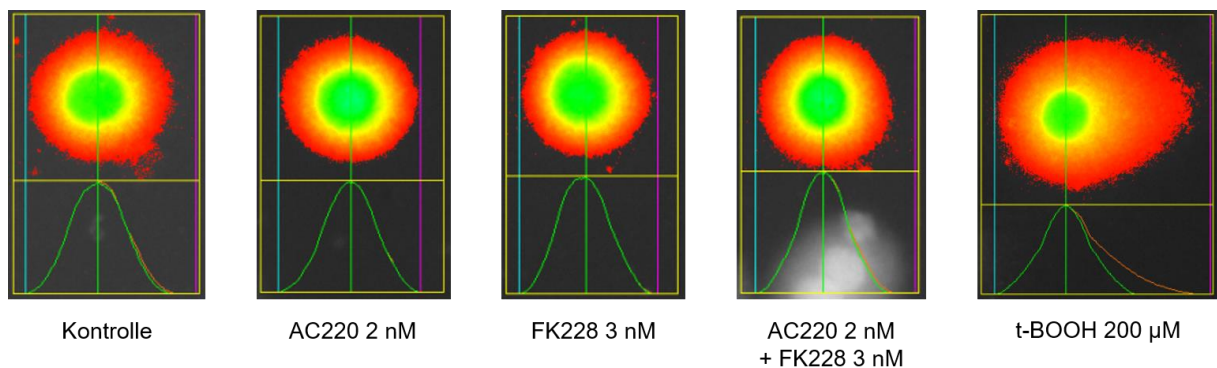 Kontrolle
AC220 2 nM
FK228 3 nM
AC220 2 nM
+ FK228 3 nM
t-BOOH 200 µM